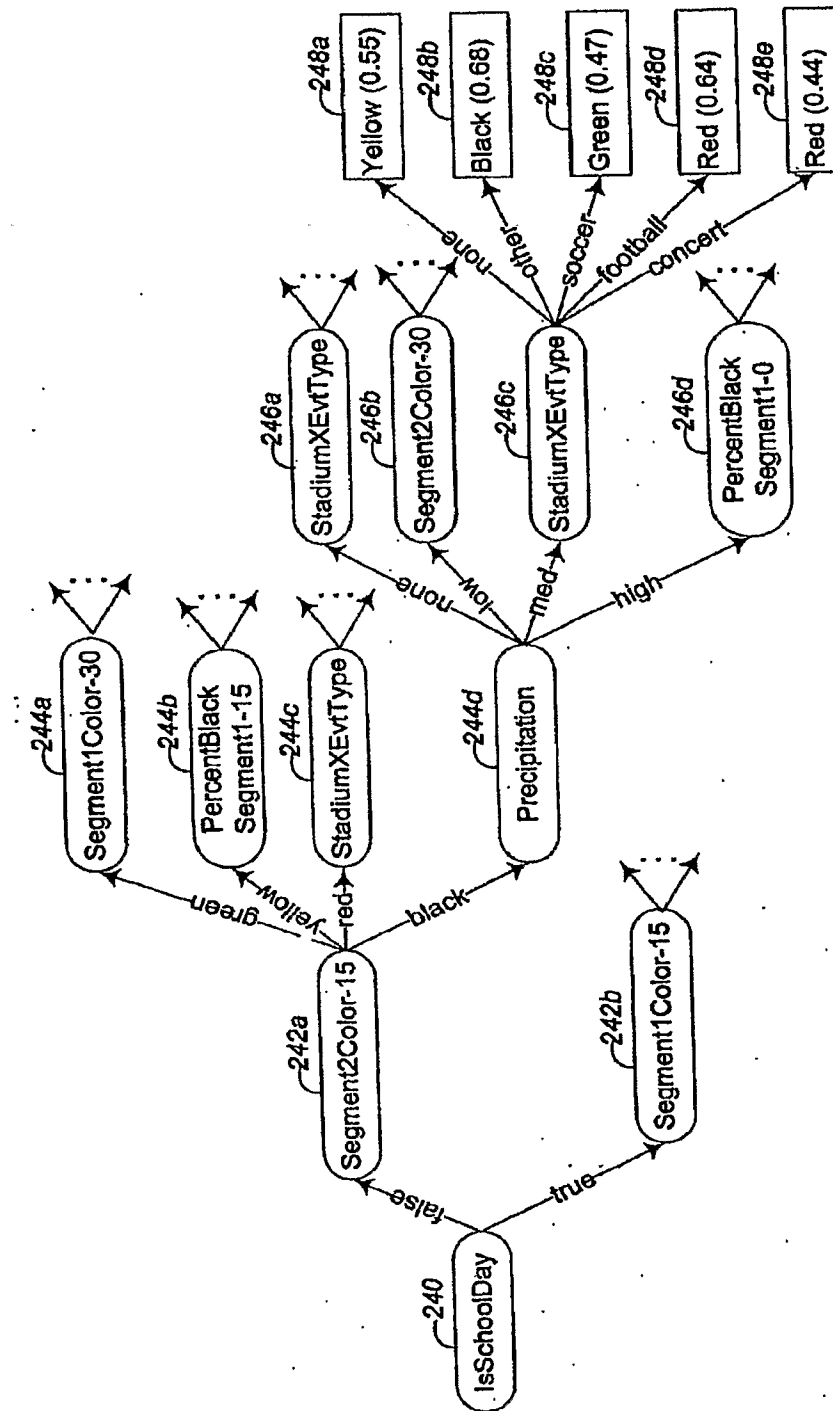 240
IsSchoolDay
false
true
242a
Segment2Color-15
242b
Segment1Color-15
green
yellow
red
black
244a
Segment1Color-30
244b
PercentBlack
Segment1-15
244c
StadiumXEvtType
244d
Precipitation
none
low
med
high
246a
StadiumXEvtType
246b
Segment2Color-30
246c
StadiumXEvtType
246d
PercentBlack
Segment1-0
none
other
soccer
football
concert
248a
Yellow (0.55)
248b
Black (0.68)
248c
Green (0.47)
248d
Red (0.64)
248e
Red (0.44)